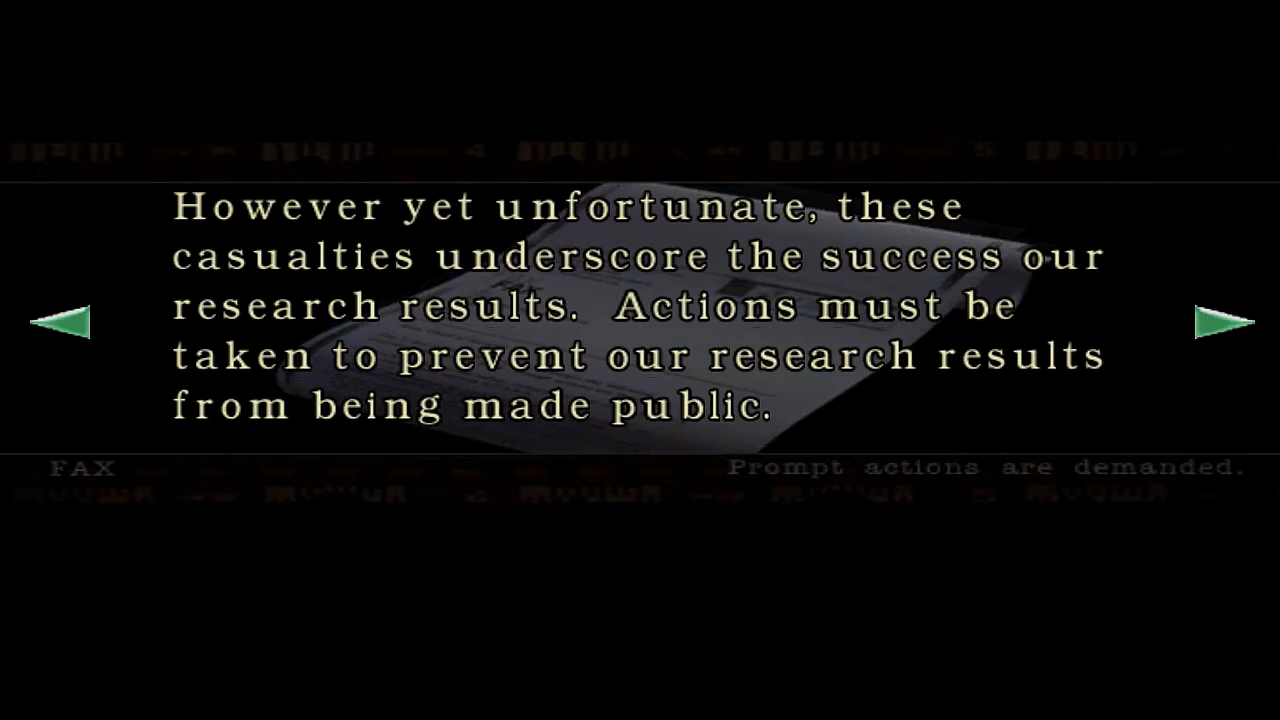 However yet unfortunate, these
casualties underscore the success our
research results. Actions must be
taken to prevent our research results
from being made public.
FAX
Prompt actions are demanded.